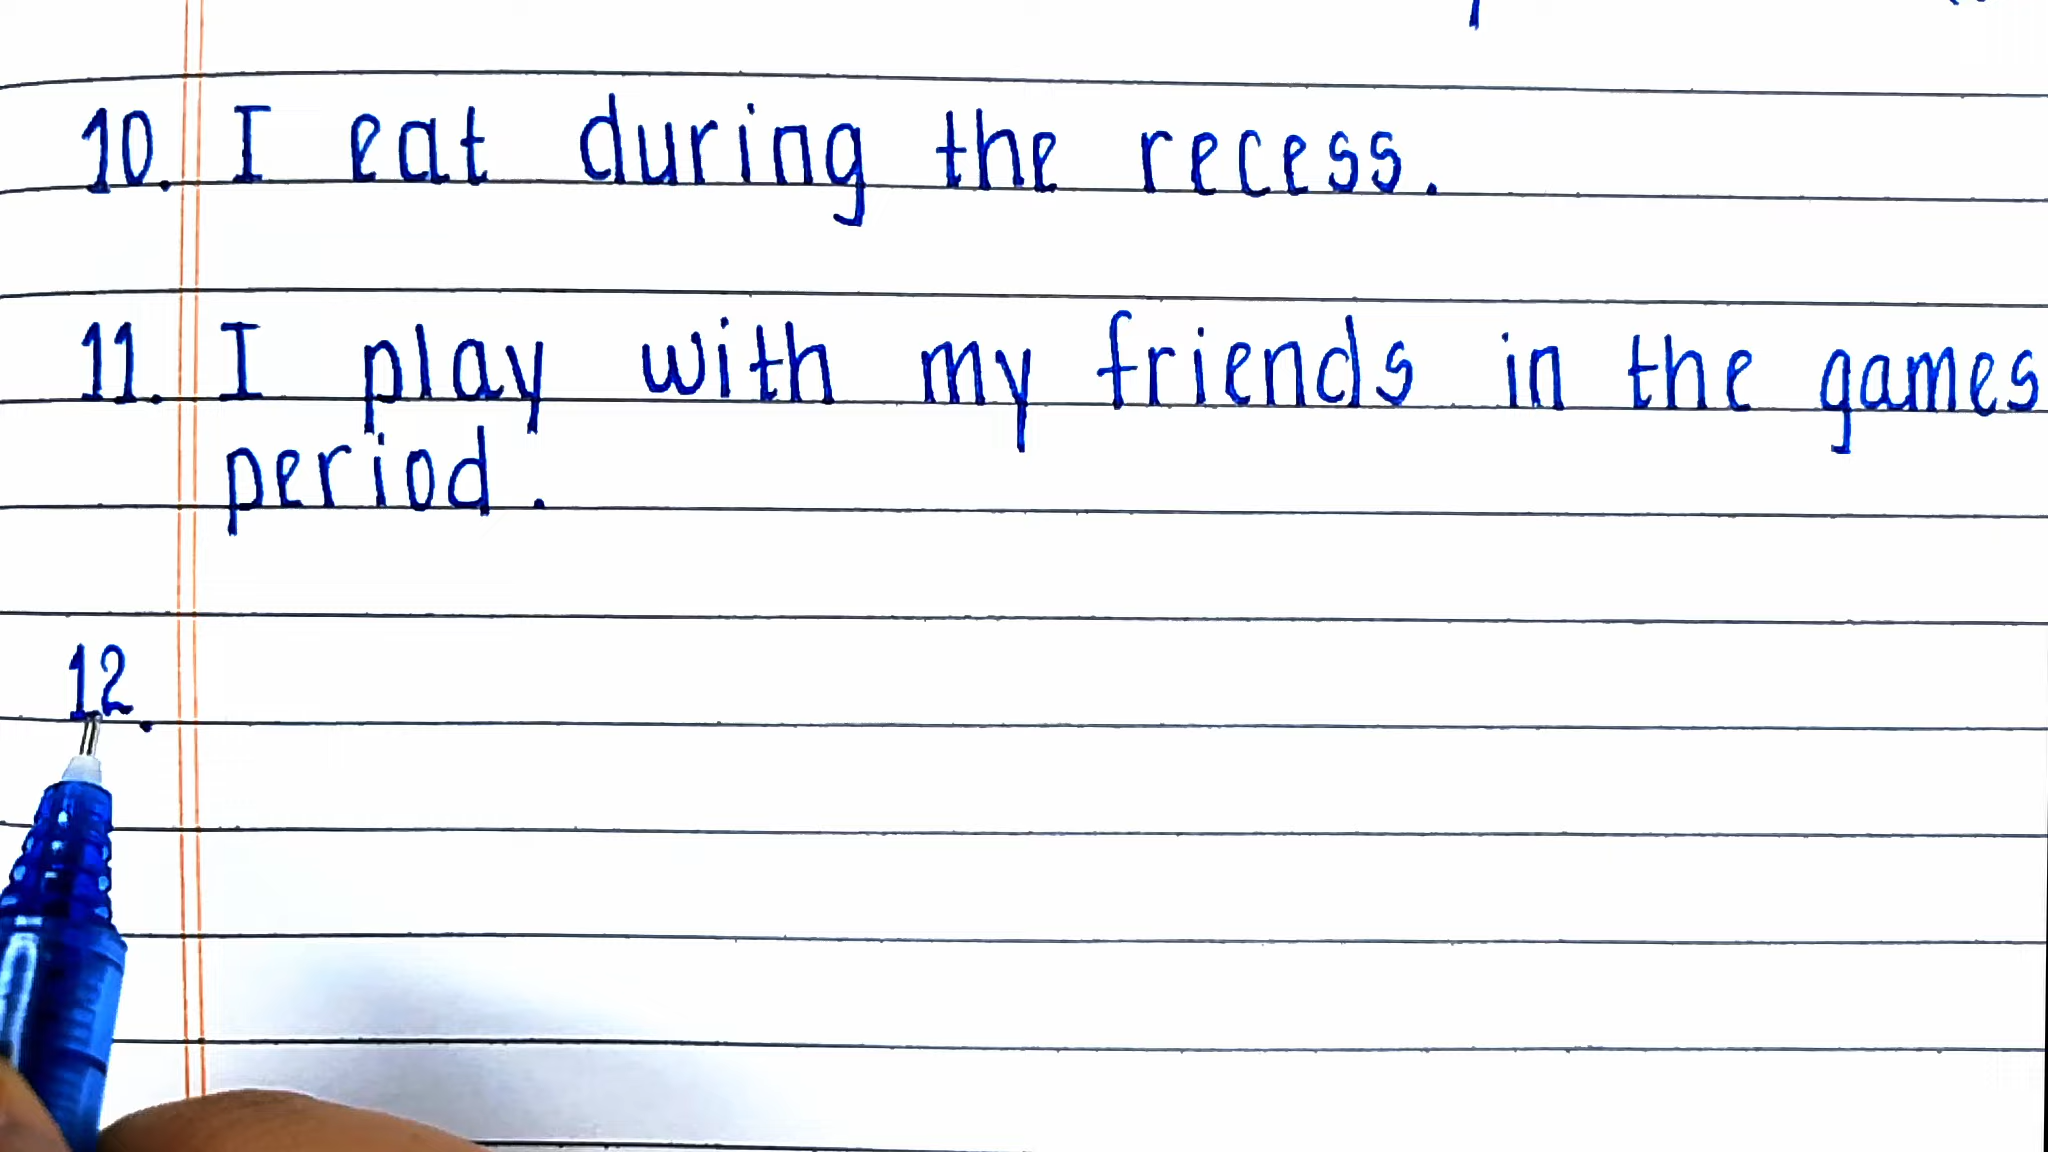 10. I eat during the recess.
11. I play with my friends in the games
period.
12.